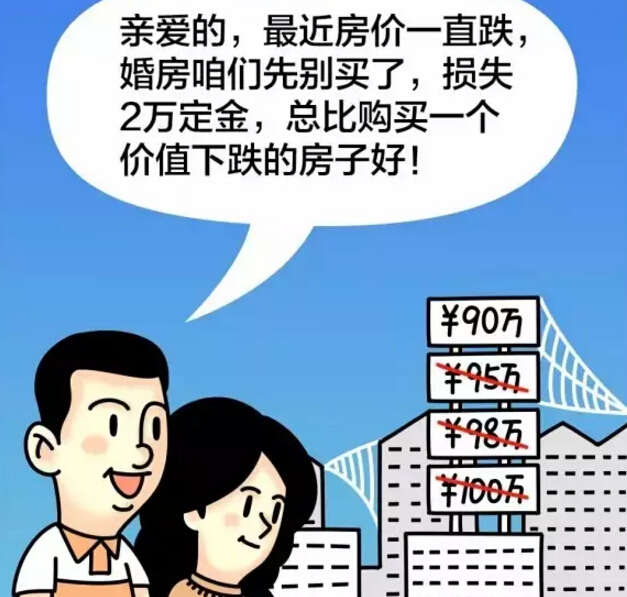 亲爱的，最近房价一直跌，
婚房咱们先别买了，损失
2万定金，总比购买一个
价值下跌的房子好！
¥90万
¥95万
¥98万
¥100万